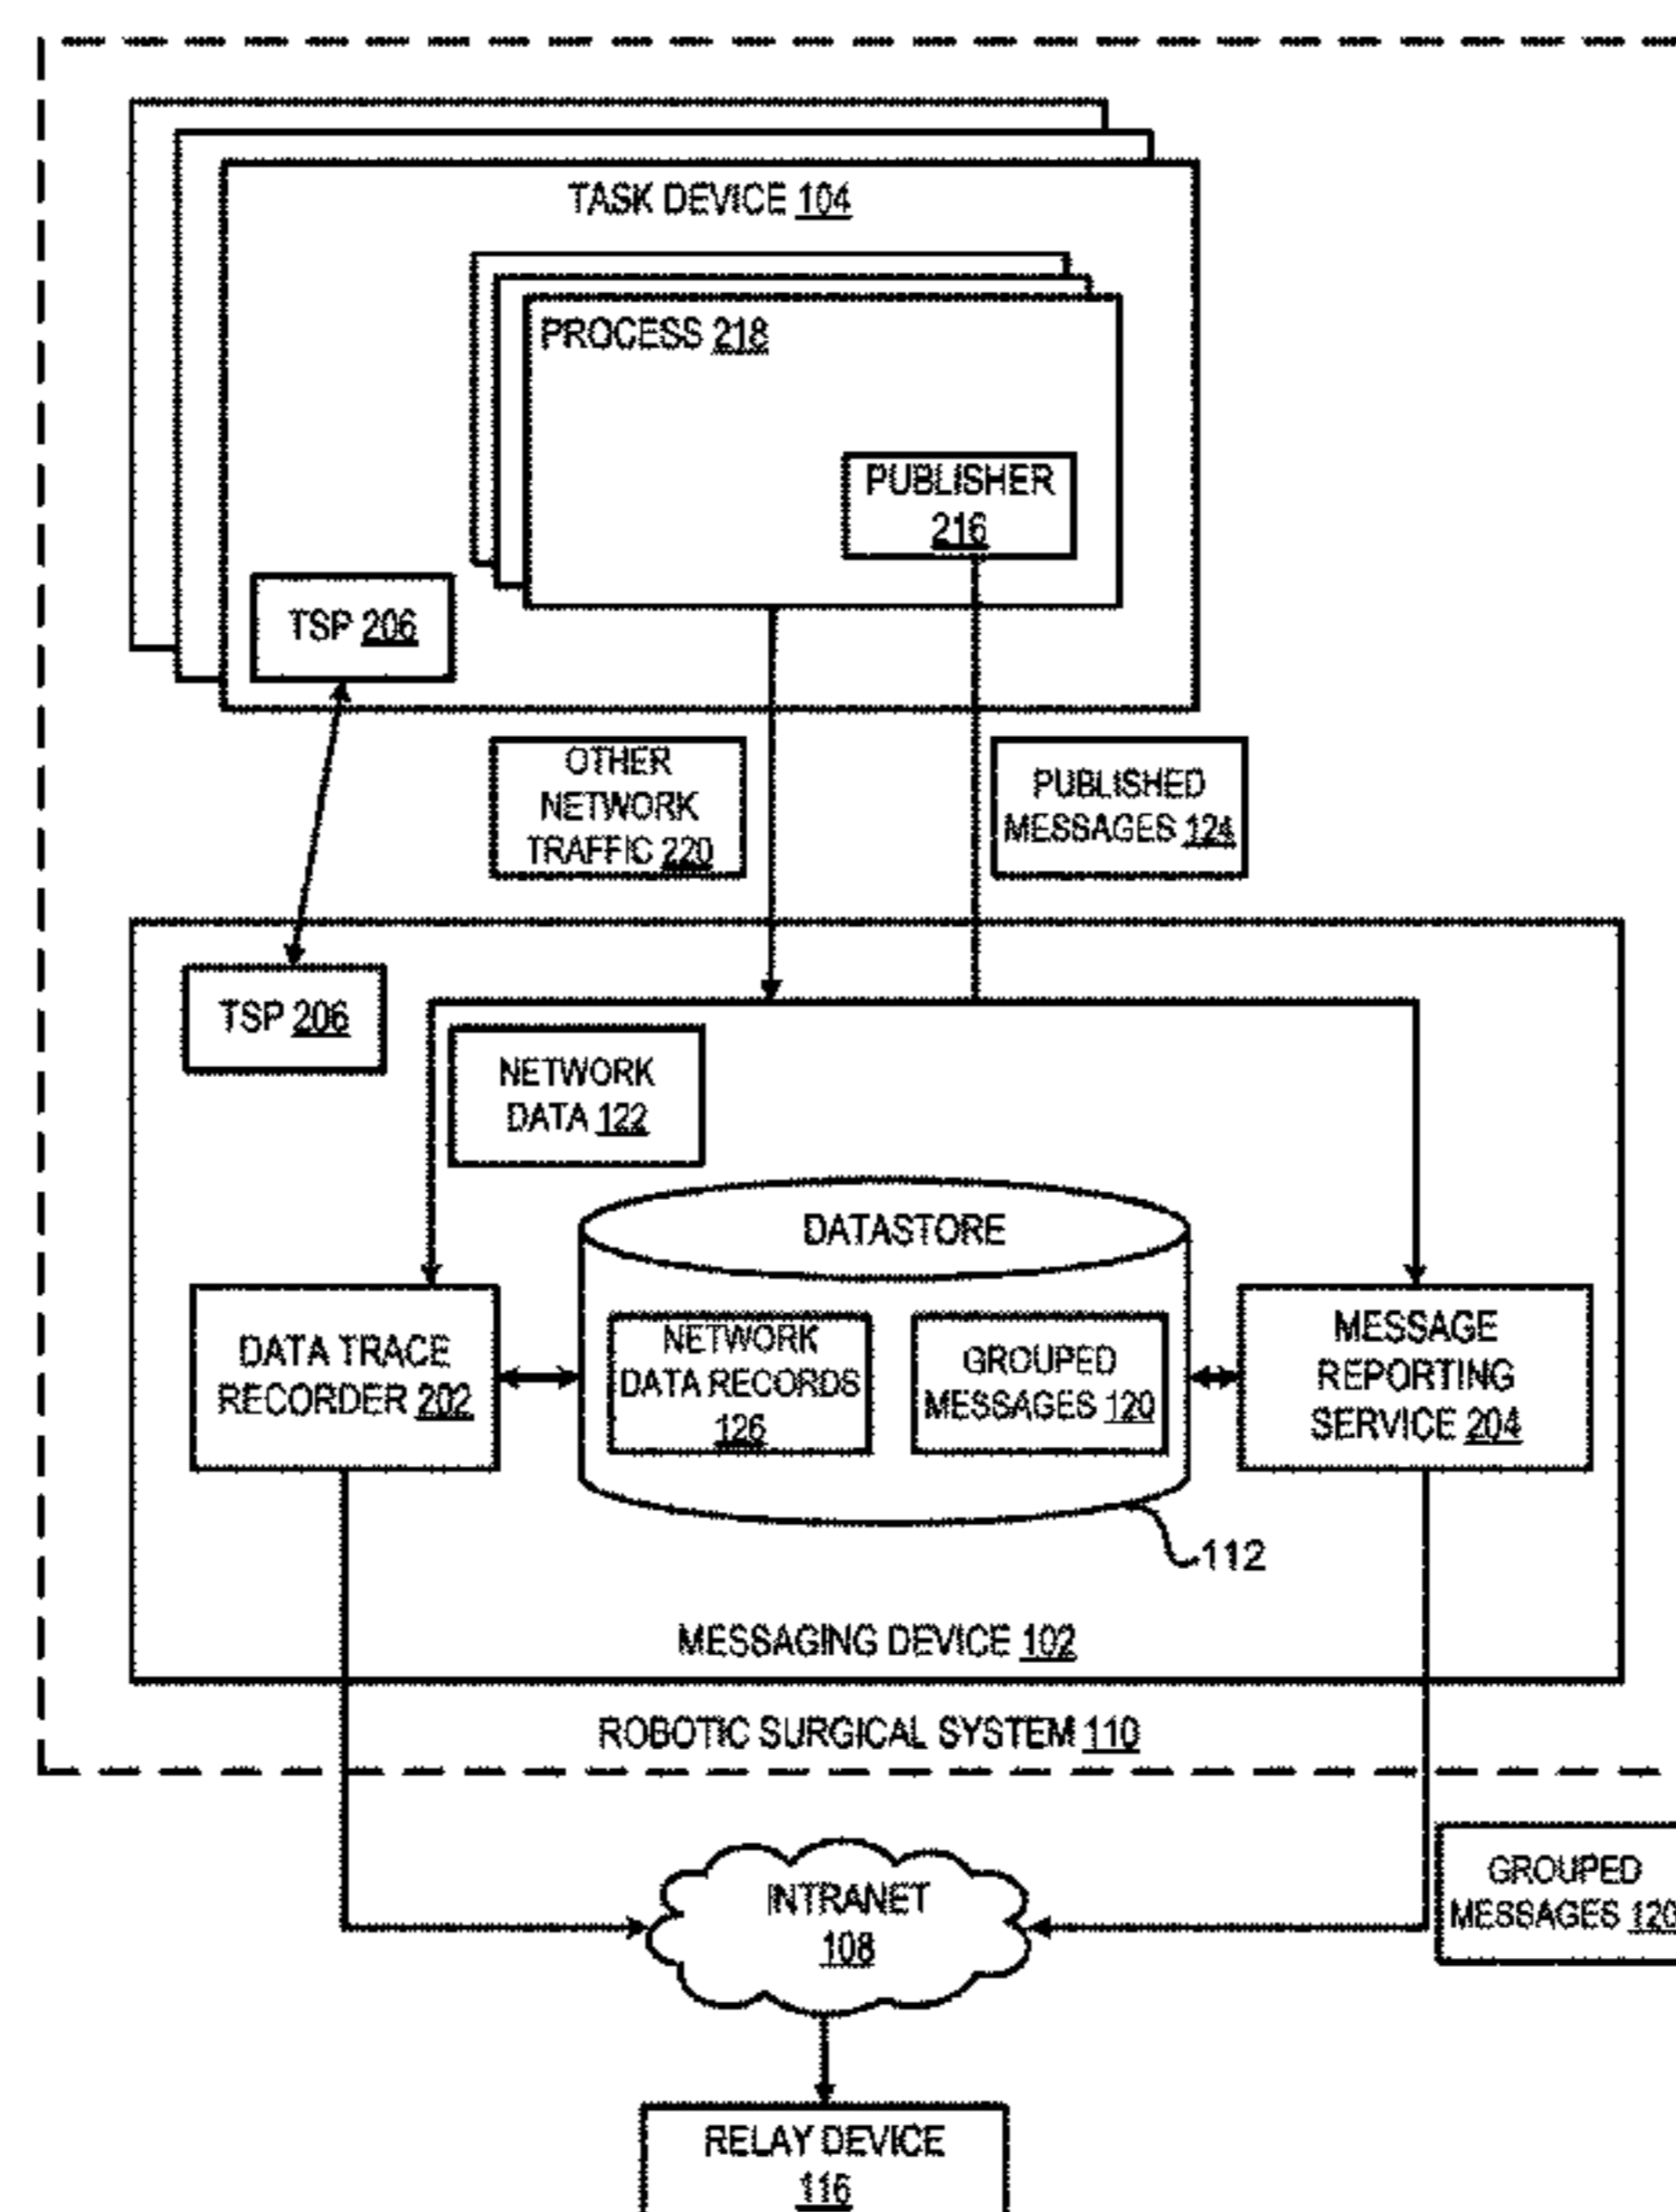 TASK DEVICE 104
PROCESS 218
PUBLISHER
216
TSP 206
OTHER
NETWORK
TRAFFIC 220
PUBLISHED
MESSAGES 124
TSP 206
NETWORK
DATA 122
DATASTORE
DATA TRACE
RECORDER 202
NETWORK
DATA RECORDS
126
GROUPED
MESSAGES 120
MESSAGE
REPORTING
SERVICE 204
112
MESSAGING DEVICE 102
ROBOTIC SURGICAL SYSTEM 110
INTRANET
108
GROUPED
MESSAGES 120
RELAY DEVICE
116